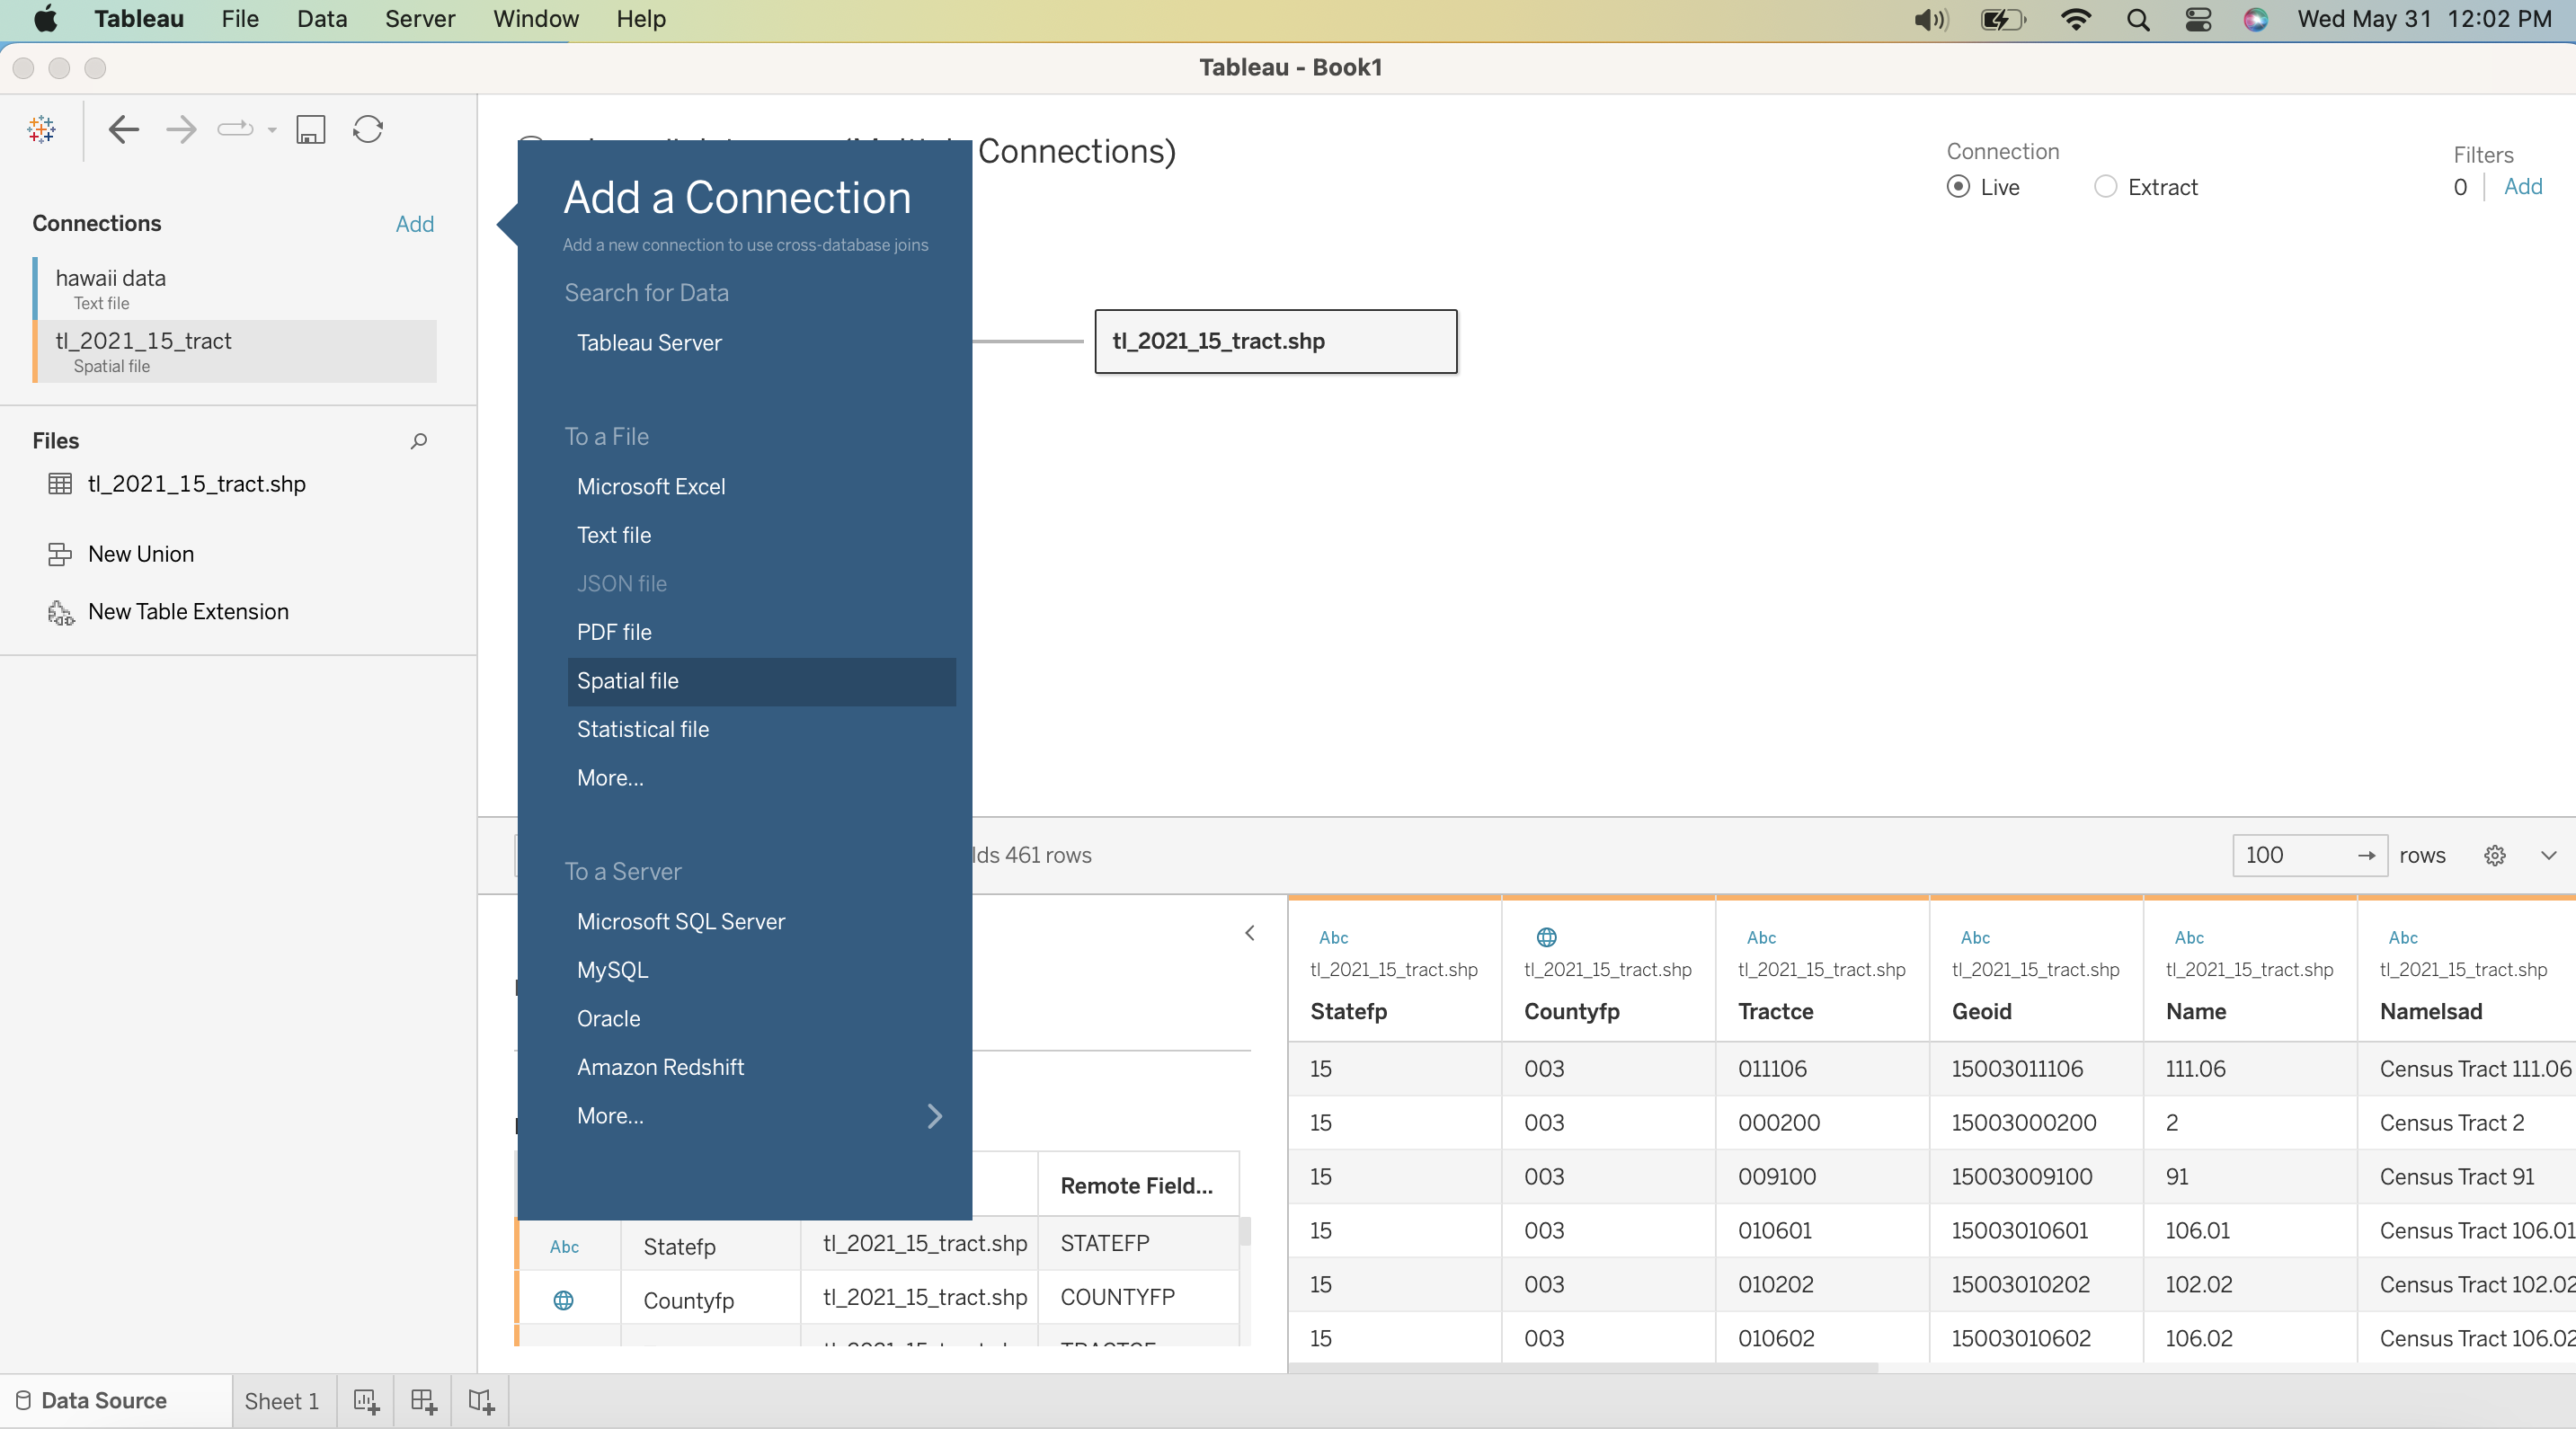 Tableau File Data Server Window Help Wed May 31 12:02 PM
Tableau - Book1
Connections)
Connection
Live Extract
Filters
0 Add
Connections Add
hawaii data
Text file
tl_2021_15_tract
Spatial file
Files
tl_2021_15_tract.shp
New Union
New Table Extension
Add a Connection
Add a new connection to use cross-database joins
Search for Data
Tableau Server
To a File
Microsoft Excel
Text file
JSON file
PDF file
Spatial file
Statistical file
More...
To a Server
Microsoft SQL Server
MySQL
Oracle
Amazon Redshift
More...
tl_2021_15_tract.shp
lds 461 rows
100 → rows
Remote Field...
Abc Statefp tl_2021_15_tract.shp STATEFP
Countyfp tl_2021_15_tract.shp COUNTYFP
Abc Abc Abc Abc Abc
tl_2021_15_tract.shp tl_2021_15_tract.shp tl_2021_15_tract.shp tl_2021_15_tract.shp tl_2021_15_tract.shp tl_2021_15_tract.shp
Statefp Countyfp Tractce Geoid Name Namelsad
15 003 011106 15003011106 111.06 Census Tract 111.06
15 003 000200 15003000200 2 Census Tract 2
15 003 009100 15003009100 91 Census Tract 91
15 003 010601 15003010601 106.01 Census Tract 106.01
15 003 010202 15003010202 102.02 Census Tract 102.02
15 003 010602 15003010602 106.02 Census Tract 106.02
Data Source Sheet 1